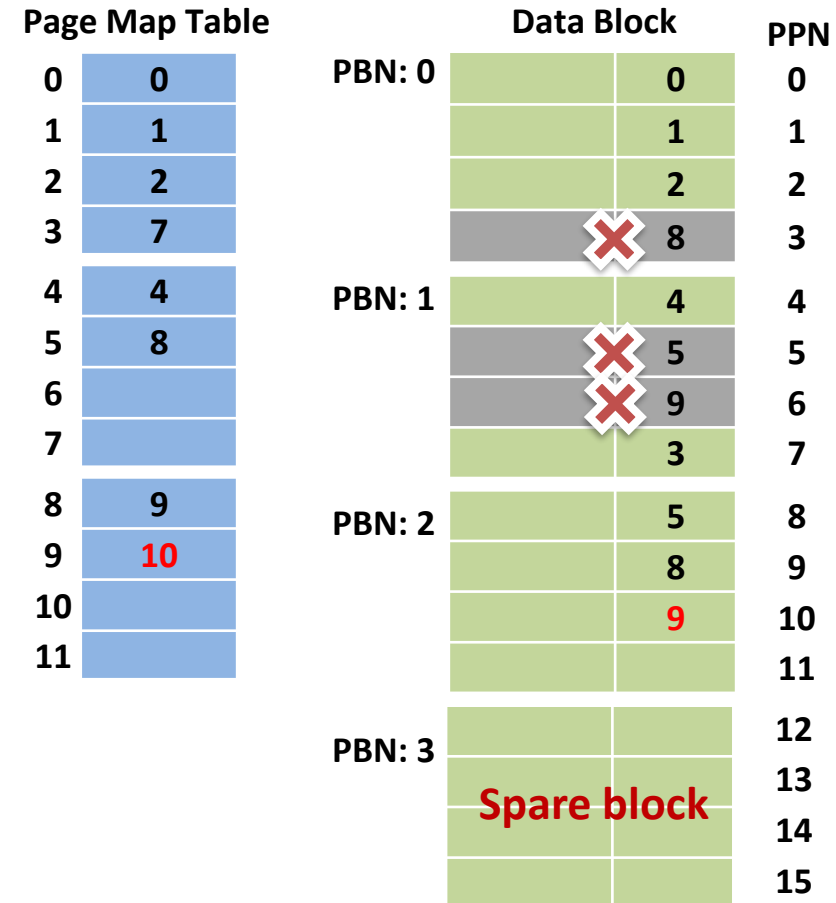 Page Map Table Data Block PPN
0 0 PBN: 0 0 0
1 1 1 1
2 2 2 2
3 7 8 3
4 4 PBN: 1 4 4
5 8 5 5
6 9 6
7 3 7
8 9 PBN: 2 5 8
9 10 8 9
10 9 10
11 11
PBN: 3 12
13
Spare block
14
15